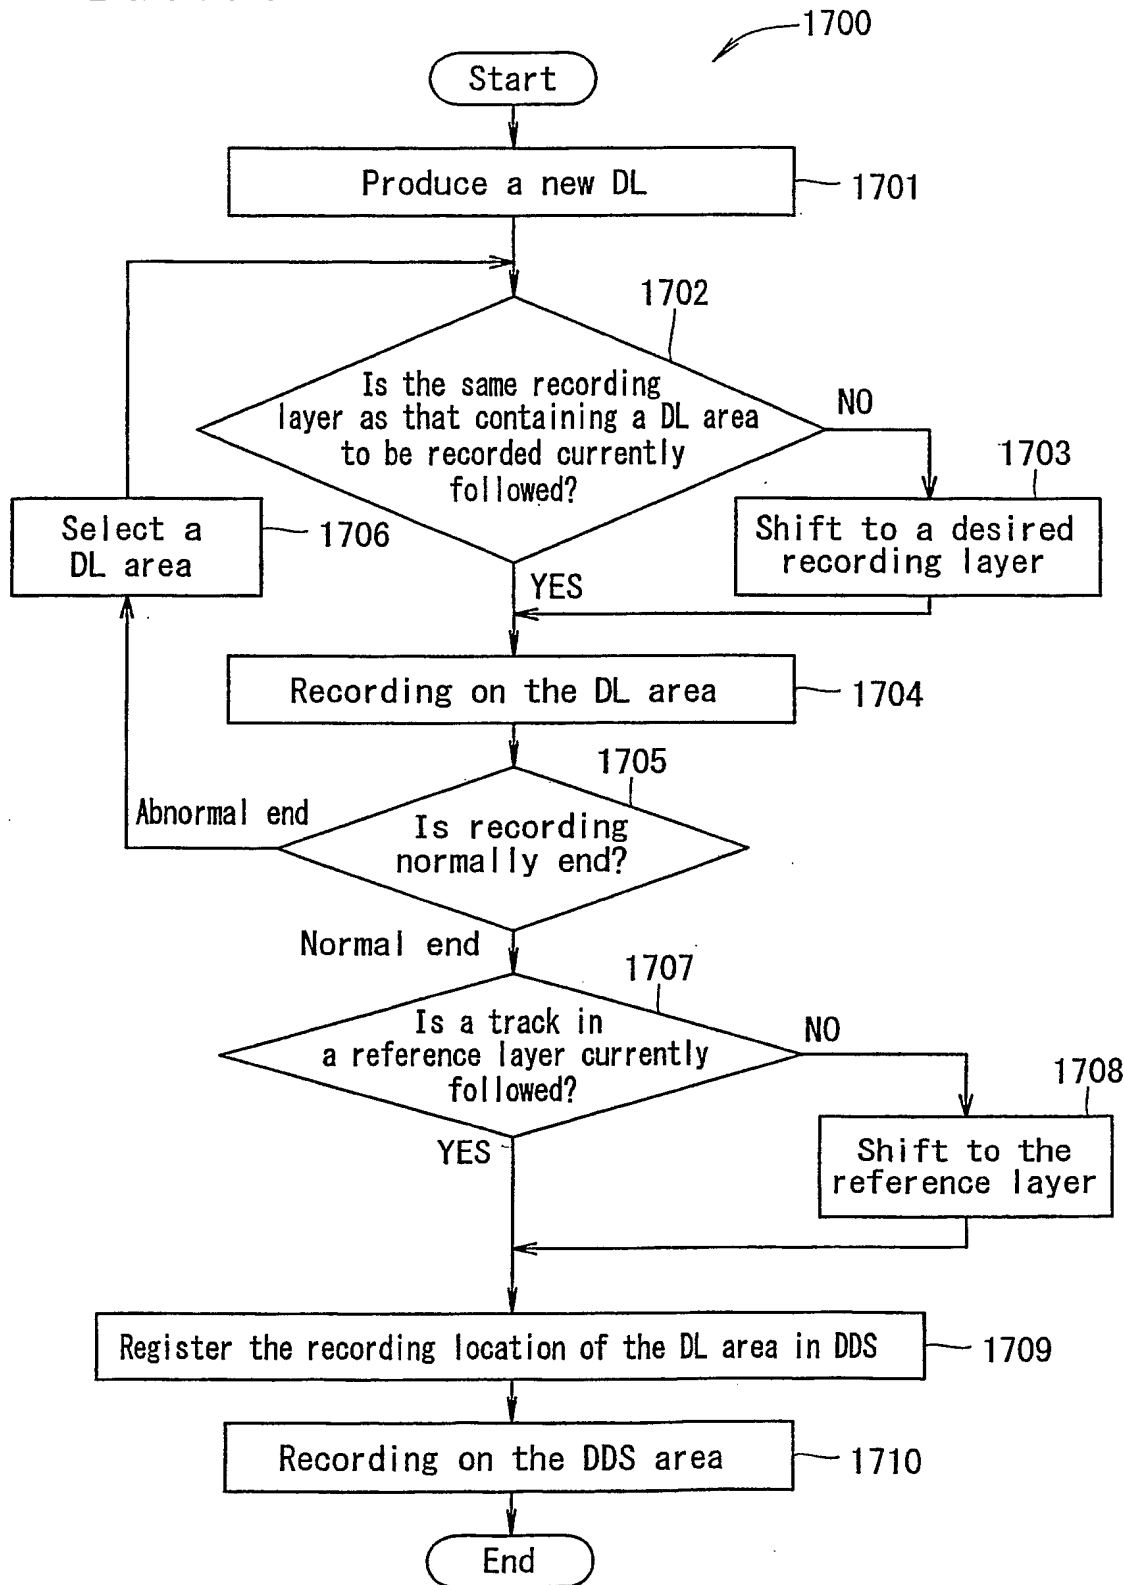 1700
Start
Produce a new DL
1701
1702
Is the same recording
layer as that containing a DL area
to be recorded currently
followed?
NO
1703
Shift to a desired
recording layer
Select a
DL area
1706
YES
Recording on the DL area
1704
1705
Abnormal end
Is recording
normally end?
Normal end
1707
Is a track in
a reference layer currently
followed?
NO
1708
Shift to the
reference layer
YES
Register the recording location of the DL area in DDS
1709
Recording on the DDS area
1710
End